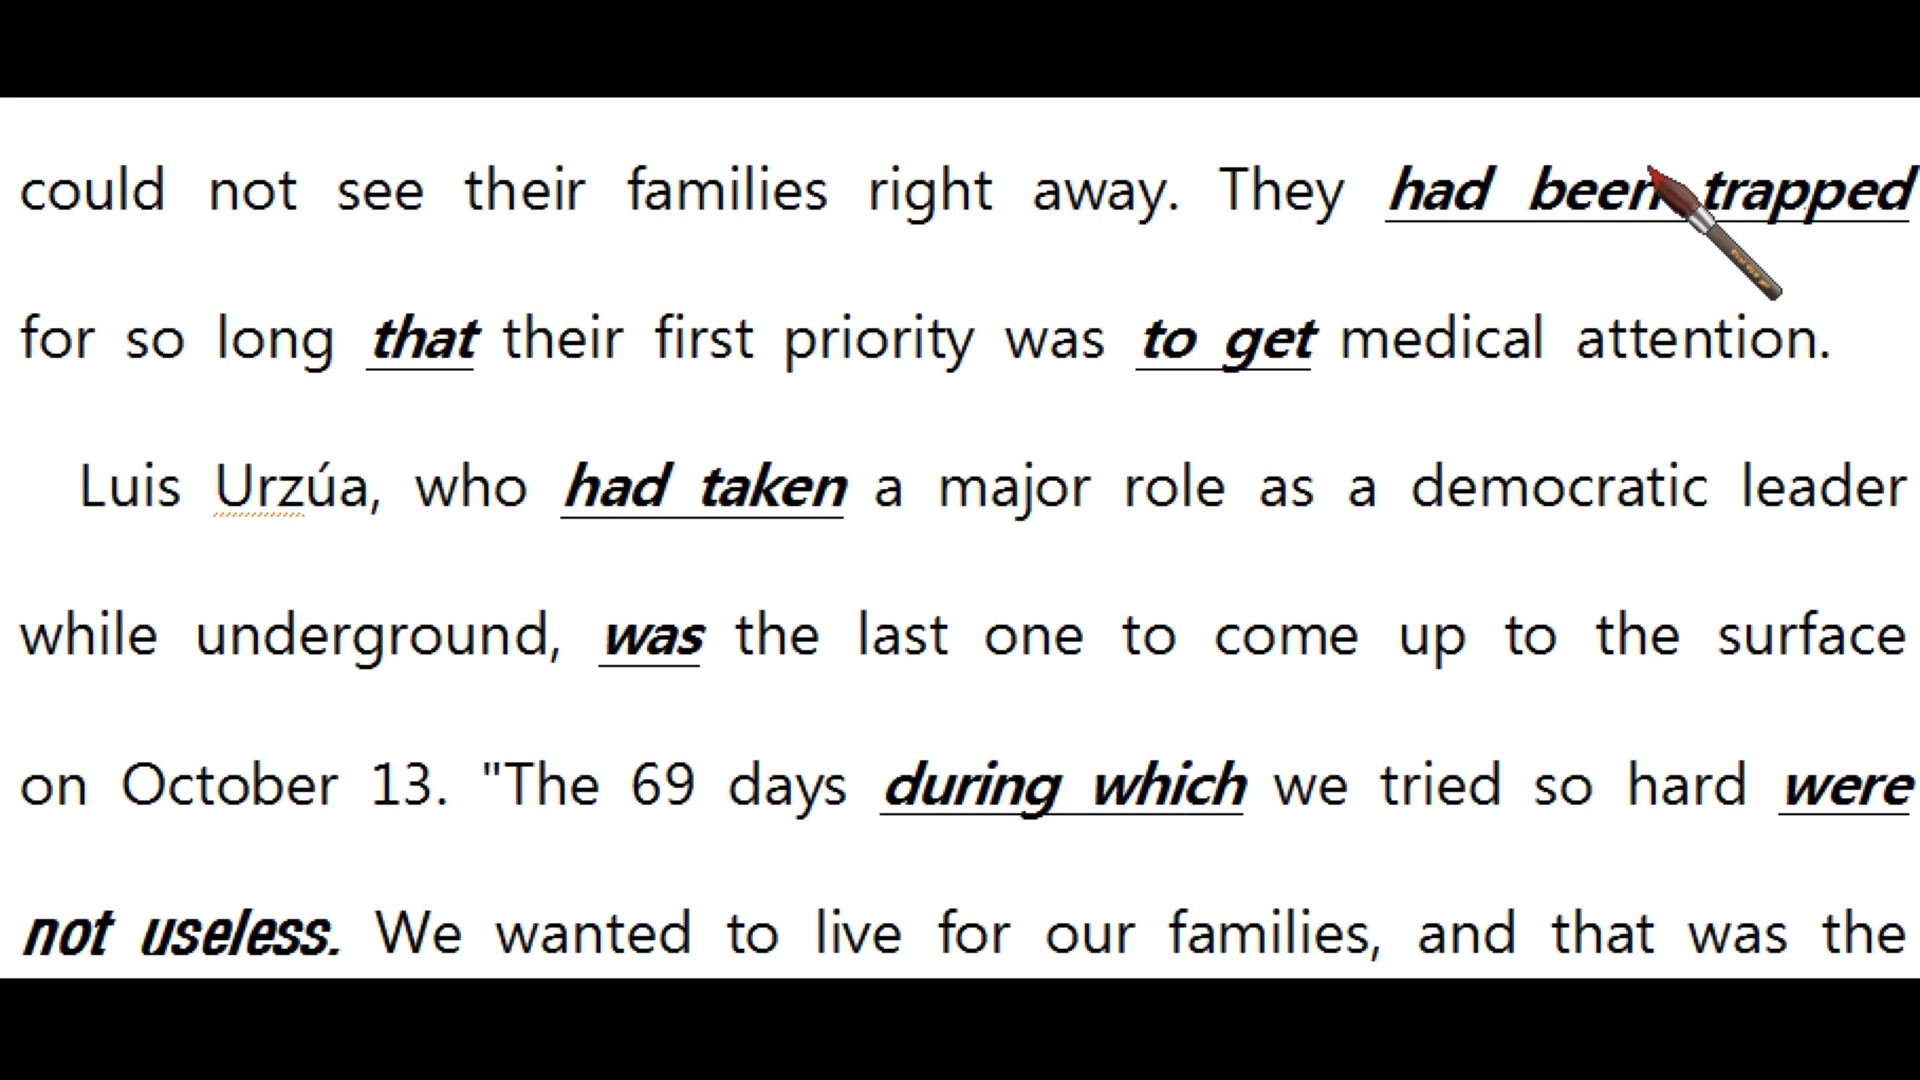 could not see their families right away. They had been trapped
for so long that their first priority was to get medical attention.
Luis Urzúa, who had taken a major role as a democratic leader
while underground, was the last one to come up to the surface
on October 13. "The 69 days during which we tried so hard were
not useless. We wanted to live for our families, and that was the